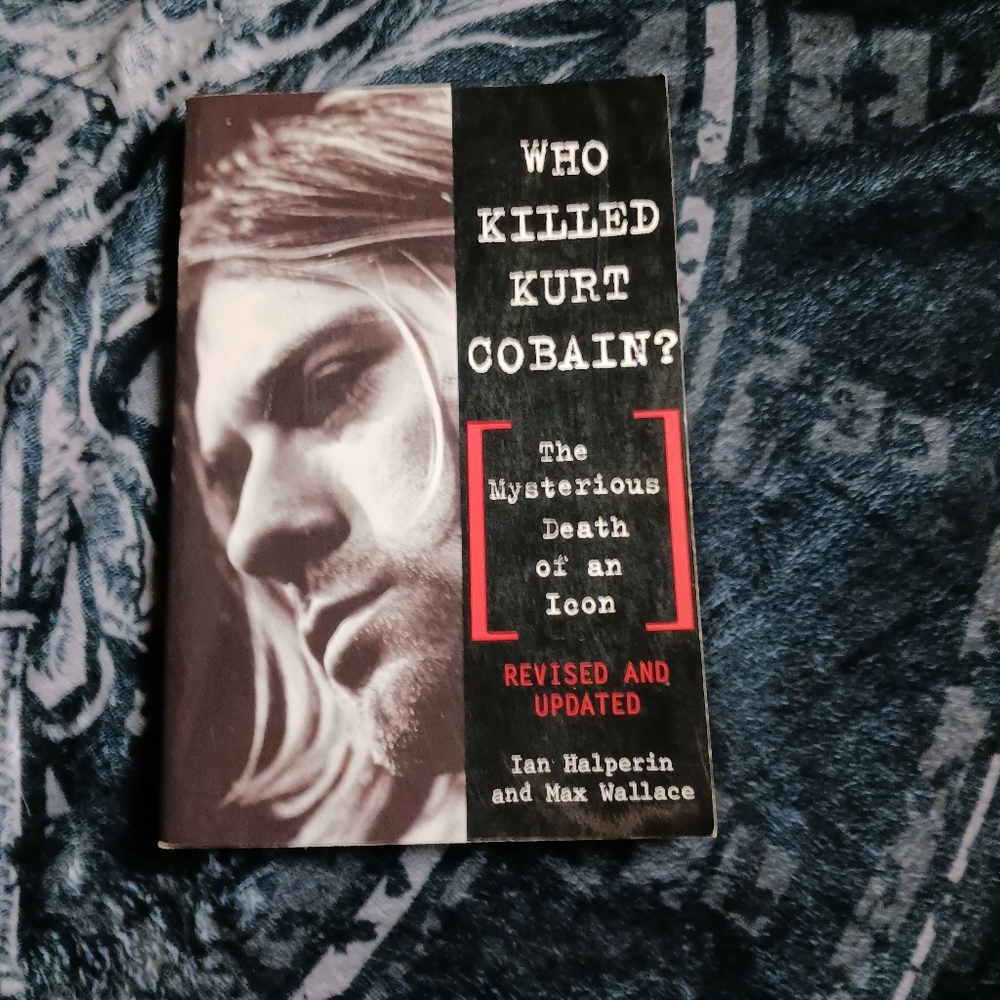 WHO
KILLED
KURT
COBAIN?
The
Mysterious
Death
of an
Icon
REVISED AND
UPDATED
Ian Halperin
and Max Wallace